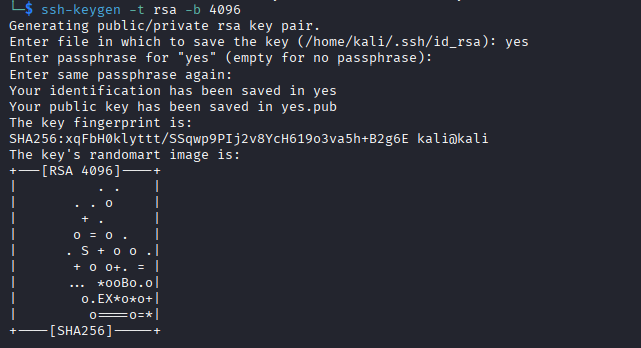 └─$ ssh-keygen -t rsa -b 4096
Generating public/private rsa key pair.
Enter file in which to save the key (/home/kali/.ssh/id_rsa): yes
Enter passphrase for "yes" (empty for no passphrase):
Enter same passphrase again:
Your identification has been saved in yes
Your public key has been saved in yes.pub
The key fingerprint is:
SHA256:xqFbH0klyttt/SSqwp9PIj2v8YcH619o3va5h+B2g6E kali@kali
The key's randomart image is:
+---[RSA 4096]----+
|          . .    |
|       . . o     |
|        + .      |
|       o = o .   |
|      . S + o o .|
|       + o o+. = |
|      ... *ooBo.o|
|        o.EX*o*o+|
|         o====o=*|
+----[SHA256]-----+